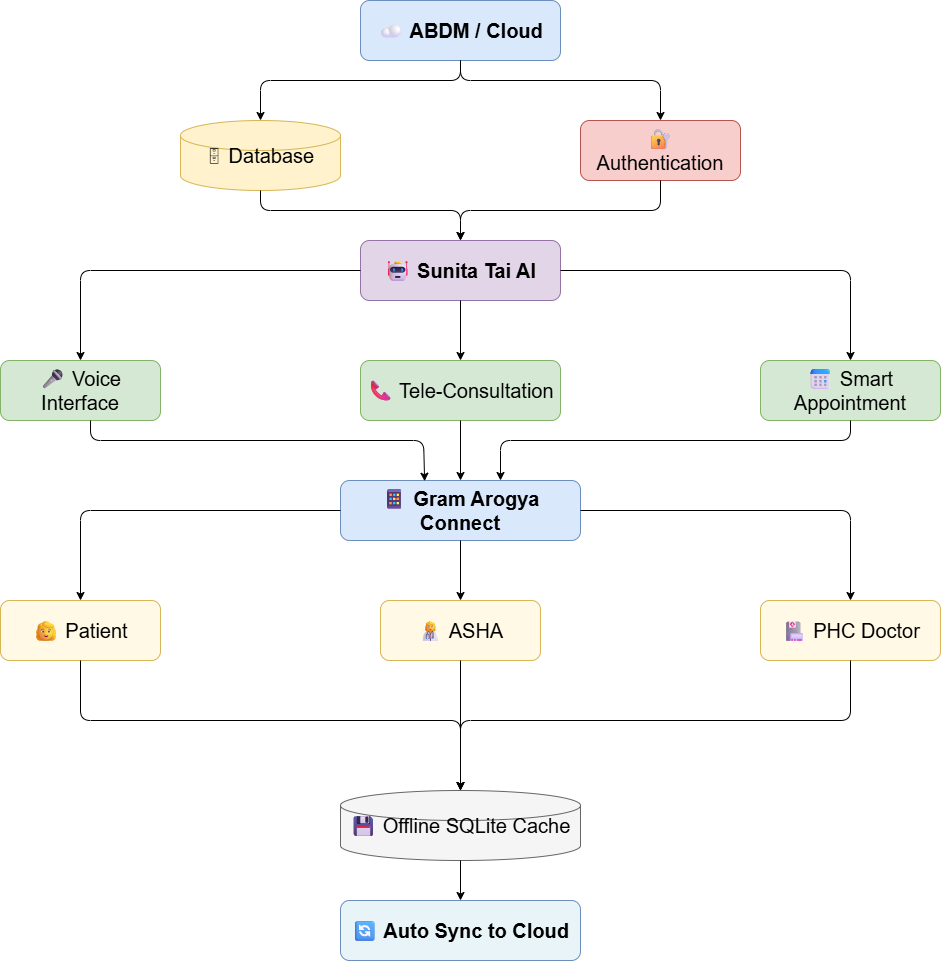 ABDM / Cloud
Database
Authentication
Sunita Tai AI
Voice
Interface
Tele-Consultation
Smart
Appointment
Gram Arogya
Connect
Patient
ASHA
PHC Doctor
Offline SQLite Cache
Auto Sync to Cloud